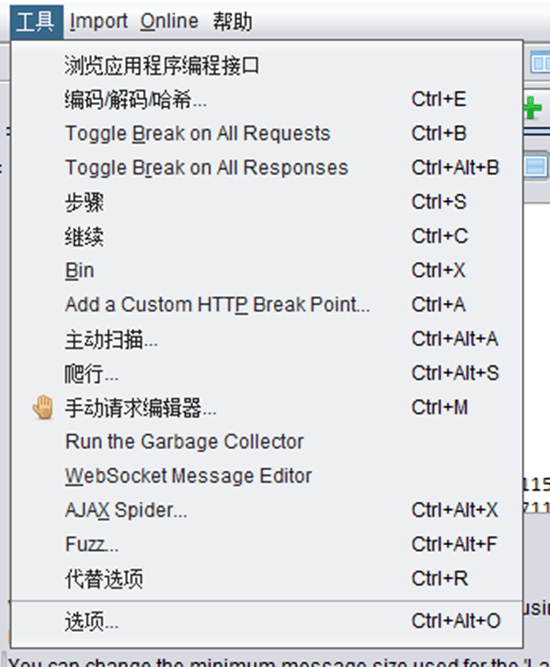 工具 Import Online 帮助
浏览应用程序编程接口
编码/解码/哈希... Ctrl+E
Toggle Break on All Requests Ctrl+B
Toggle Break on All Responses Ctrl+Alt+B
步骤 Ctrl+S
继续 Ctrl+C
Bin Ctrl+X
Add a Custom HTTP Break Point... Ctrl+A
主动扫描... Ctrl+Alt+A
爬行... Ctrl+Alt+S
手动请求编辑器... Ctrl+M
Run the Garbage Collector
WebSocket Message Editor
AJAX Spider... Ctrl+Alt+X
Fuzz... Ctrl+Alt+F
代替选项 Ctrl+R
选项... Ctrl+Alt+O
You can change the minimum message size used for the 'La